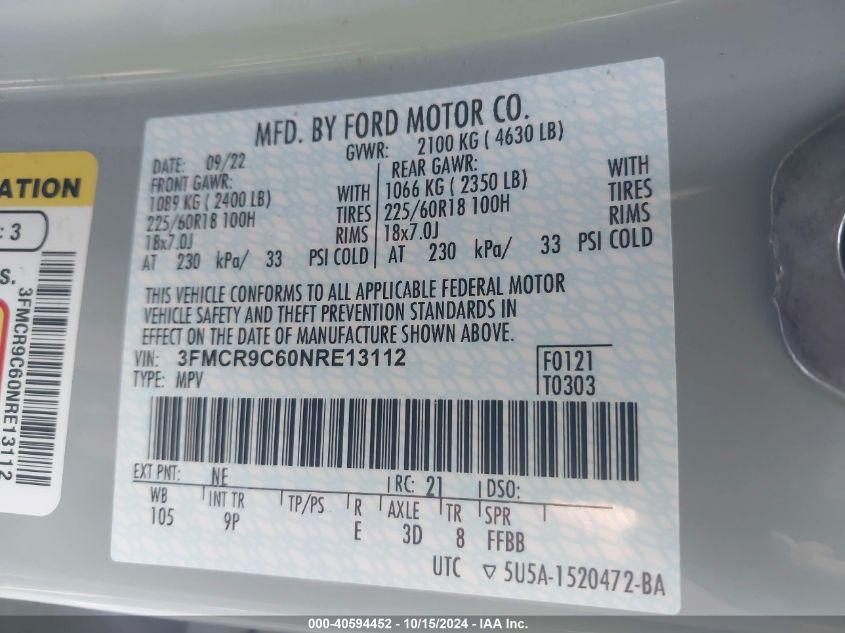 MFD. BY FORD MOTOR CO.
DATE: 09/22 GVWR: 2100 KG ( 4630 LB)
FRONT GAWR: REAR GAWR:
1089 KG ( 2400 LB) WITH 1066 KG ( 2350 LB) WITH
225/60R18 100H TIRES 225/60R18 100H TIRES
18x7.0J RIMS 18x7.0J RIMS
AT 230 kPa/ 33 PSI COLD AT 230 kPa/ 33 PSI COLD
THIS VEHICLE CONFORMS TO ALL APPLICABLE FEDERAL MOTOR
VEHICLE SAFETY AND THEFT PREVENTION STANDARDS IN
EFFECT ON THE DATE OF MANUFACTURE SHOWN ABOVE.
VIN: 3FMCR9C60NRE13112 F0121
TYPE: MPV T0303
EXT PNT: NE RC: 21 DSO:
WB INT TR TP/PS R AXLE TR SPR
105 9P E 3D 8 FFBB
UTC ▽ 5U5A-1520472-BA
ATION
: 3
S.
3FMCR9C60NRE13112
000-40594452 - 10/15/2024 - IAA Inc.